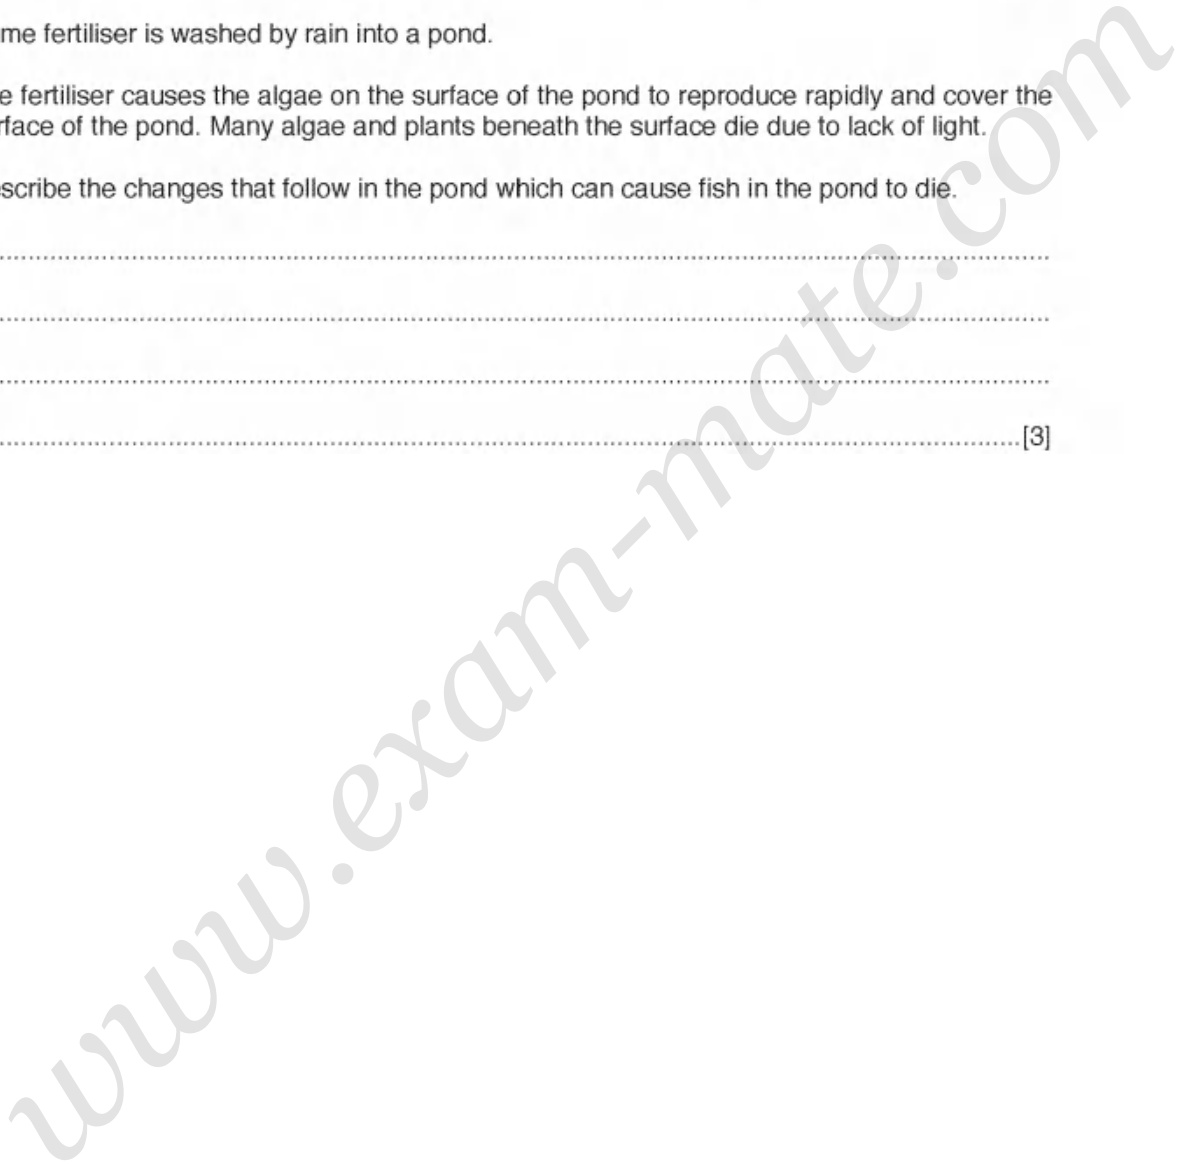 me fertiliser is washed by rain into a pond.
e fertiliser causes the algae on the surface of the pond to reproduce rapidly and cover the
rface of the pond. Many algae and plants beneath the surface die due to lack of light.
scribe the changes that follow in the pond which can cause fish in the pond to die.
[3]
www.exam-mate.com